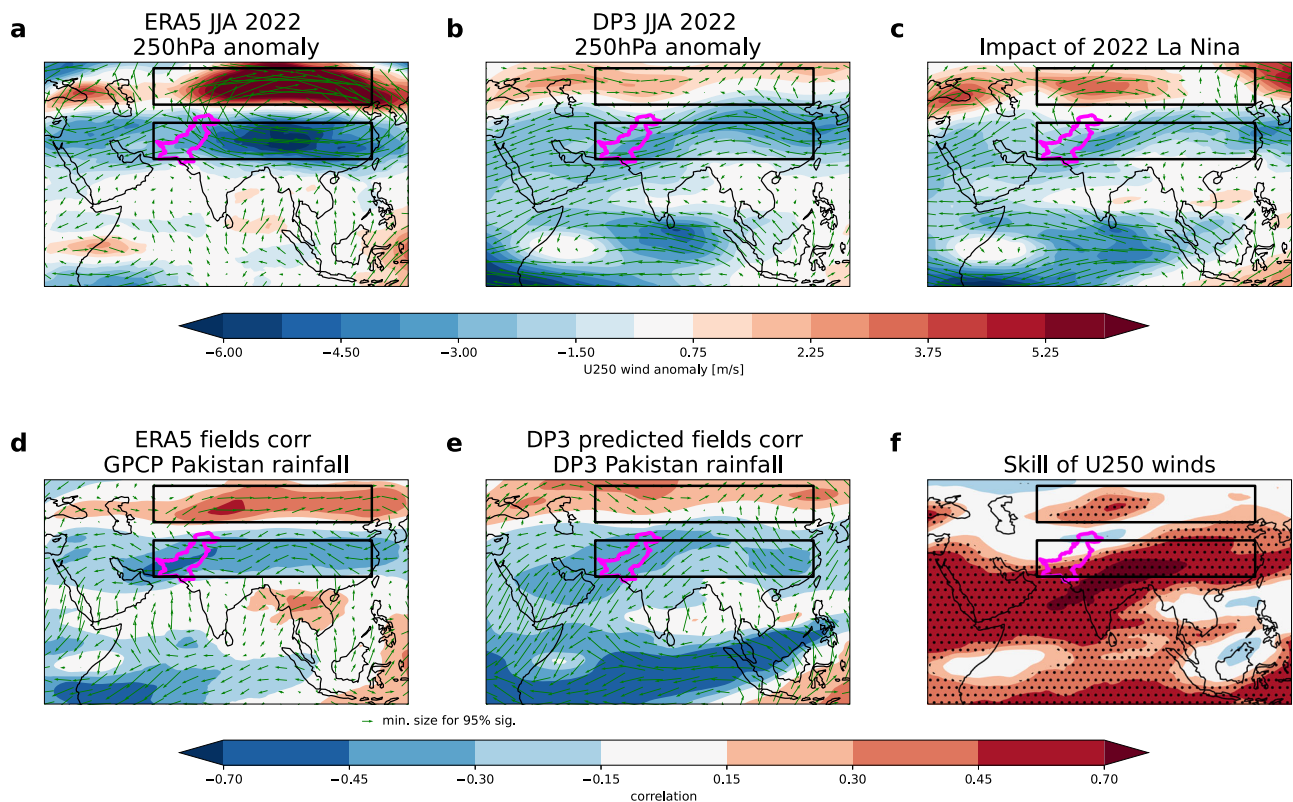 a
ERA5 JJA 2022
250hPa anomaly
b
DP3 JJA 2022
250hPa anomaly
c
Impact of 2022 La Nina
−6.00 −4.50 −3.00 −1.50 0.75 2.25 3.75 5.25
U250 wind anomaly [m/s]
d
ERA5 fields corr
GPCP Pakistan rainfall
e
DP3 predicted fields corr
DP3 Pakistan rainfall
f
Skill of U250 winds
min. size for 95% sig.
−0.70 −0.45 −0.30 −0.15 0.15 0.30 0.45 0.70
correlation